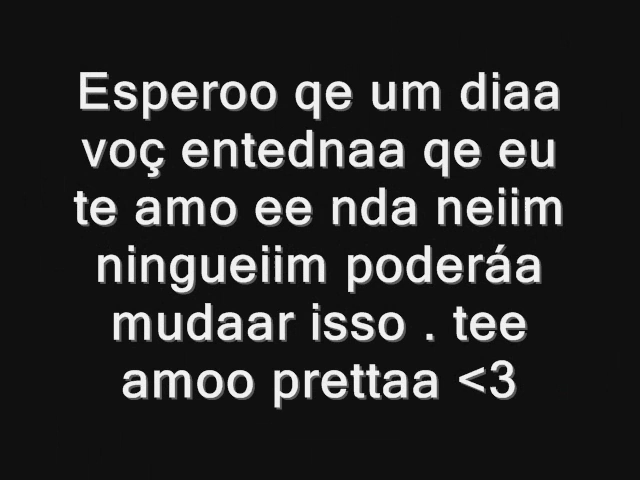 Esperoo qe um diaa
voç entednaa qe eu
te amo ee nda neiim
ningueiim poderáa
mudaar isso . tee
amoo prettaa <3